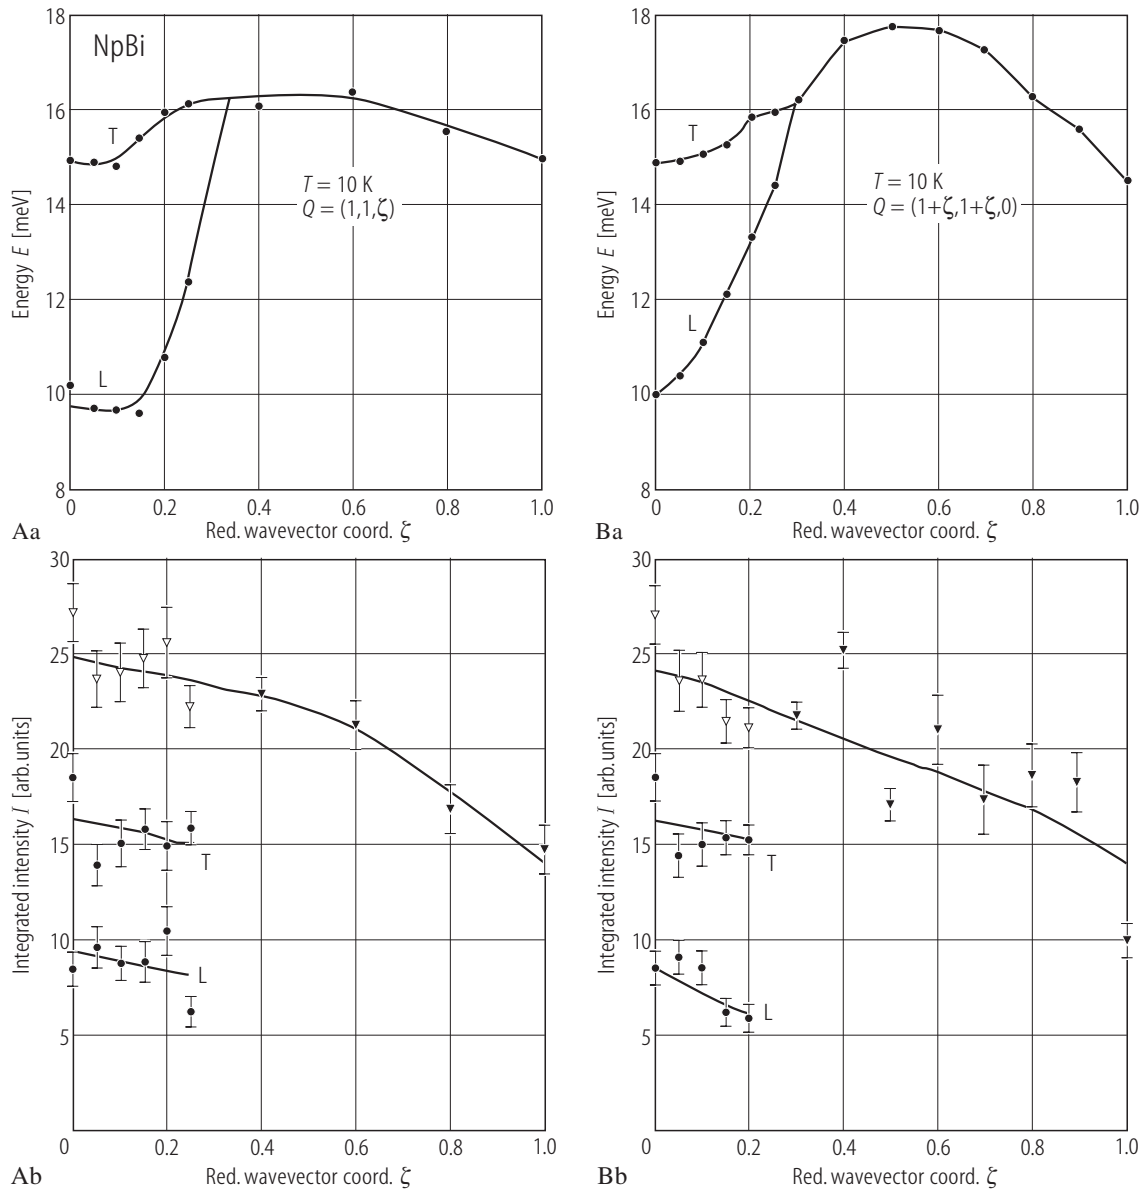 NpBi
T
L
T = 10 K
Q = (1,1,ζ)
18
16
14
12
10
8
Energy E [meV]
0
0.2
0.4
0.6
0.8
1.0
Red. wavevector coord. ζ
Aa
T
L
T = 10 K
Q = (1+ζ,1+ζ,0)
18
16
14
12
10
8
Energy E [meV]
0
0.2
0.4
0.6
0.8
1.0
Red. wavevector coord. ζ
Ba
30
25
20
15
10
5
Integrated intensity I [arb.units]
T
L
0
0.2
0.4
0.6
0.8
1.0
Red. wavevector coord. ζ
Ab
30
25
20
15
10
5
Integrated intensity I [arb.units]
T
L
0
0.2
0.4
0.6
0.8
1.0
Red. wavevector coord. ζ
Bb